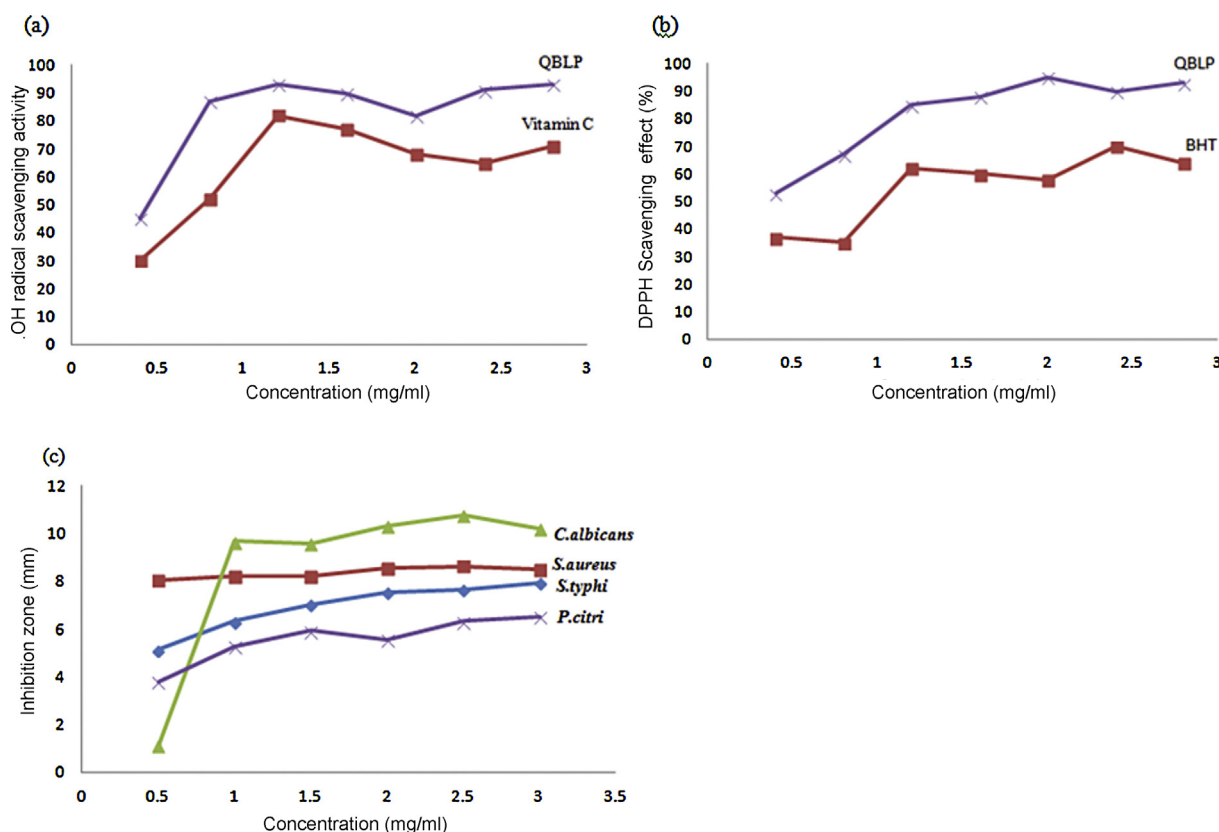 (a)
QBLP
Vitamin C
.OH radical scavenging activity
100
90
80
70
60
50
40
30
20
10
0
0 0.5 1 1.5 2 2.5 3
Concentration (mg/ml)
(b)
QBLP
BHT
DPPH Scavenging effect (%)
100
90
80
70
60
50
40
30
20
10
0
0 0.5 1 1.5 2 2.5 3
Concentration (mg/ml)
(c)
C.albicans
S.aureus
S.typhi
P.citri
Inhibition zone (mm)
12
10
8
6
4
2
0
0 0.5 1 1.5 2 2.5 3 3.5
Concentration (mg/ml)